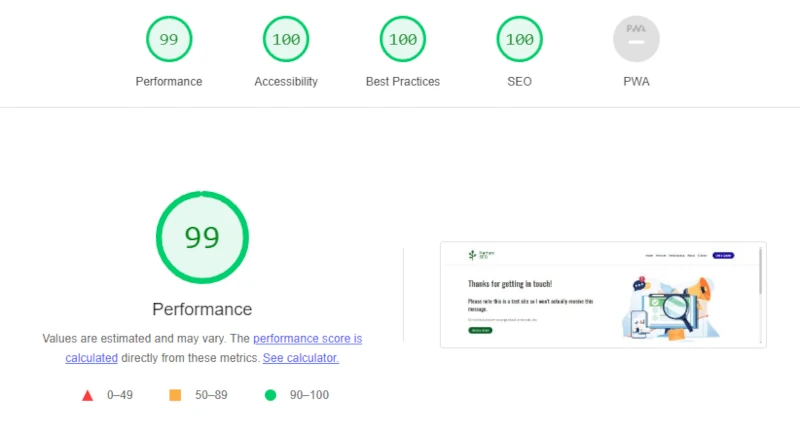 99
100
100
100
PWA
Performance
Accessibility
Best Practices
SEO
PWA
99
Performance
Values are estimated and may vary. The performance score is
calculated directly from these metrics. See calculator.
0–49
50–89
90–100
SEO
Thanks for getting in touch!
Please note this is a test site so I won't actually receive this
message.